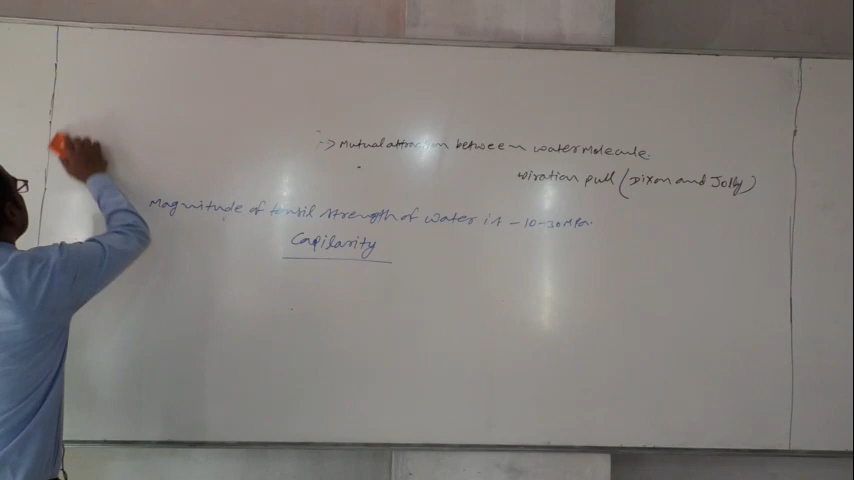 :-> Mutual attraction between water Molecule.
piration pull (Dixon and Jolly)
Magnitude of tensil strength of water is -10-30 MPa.
Capilarity